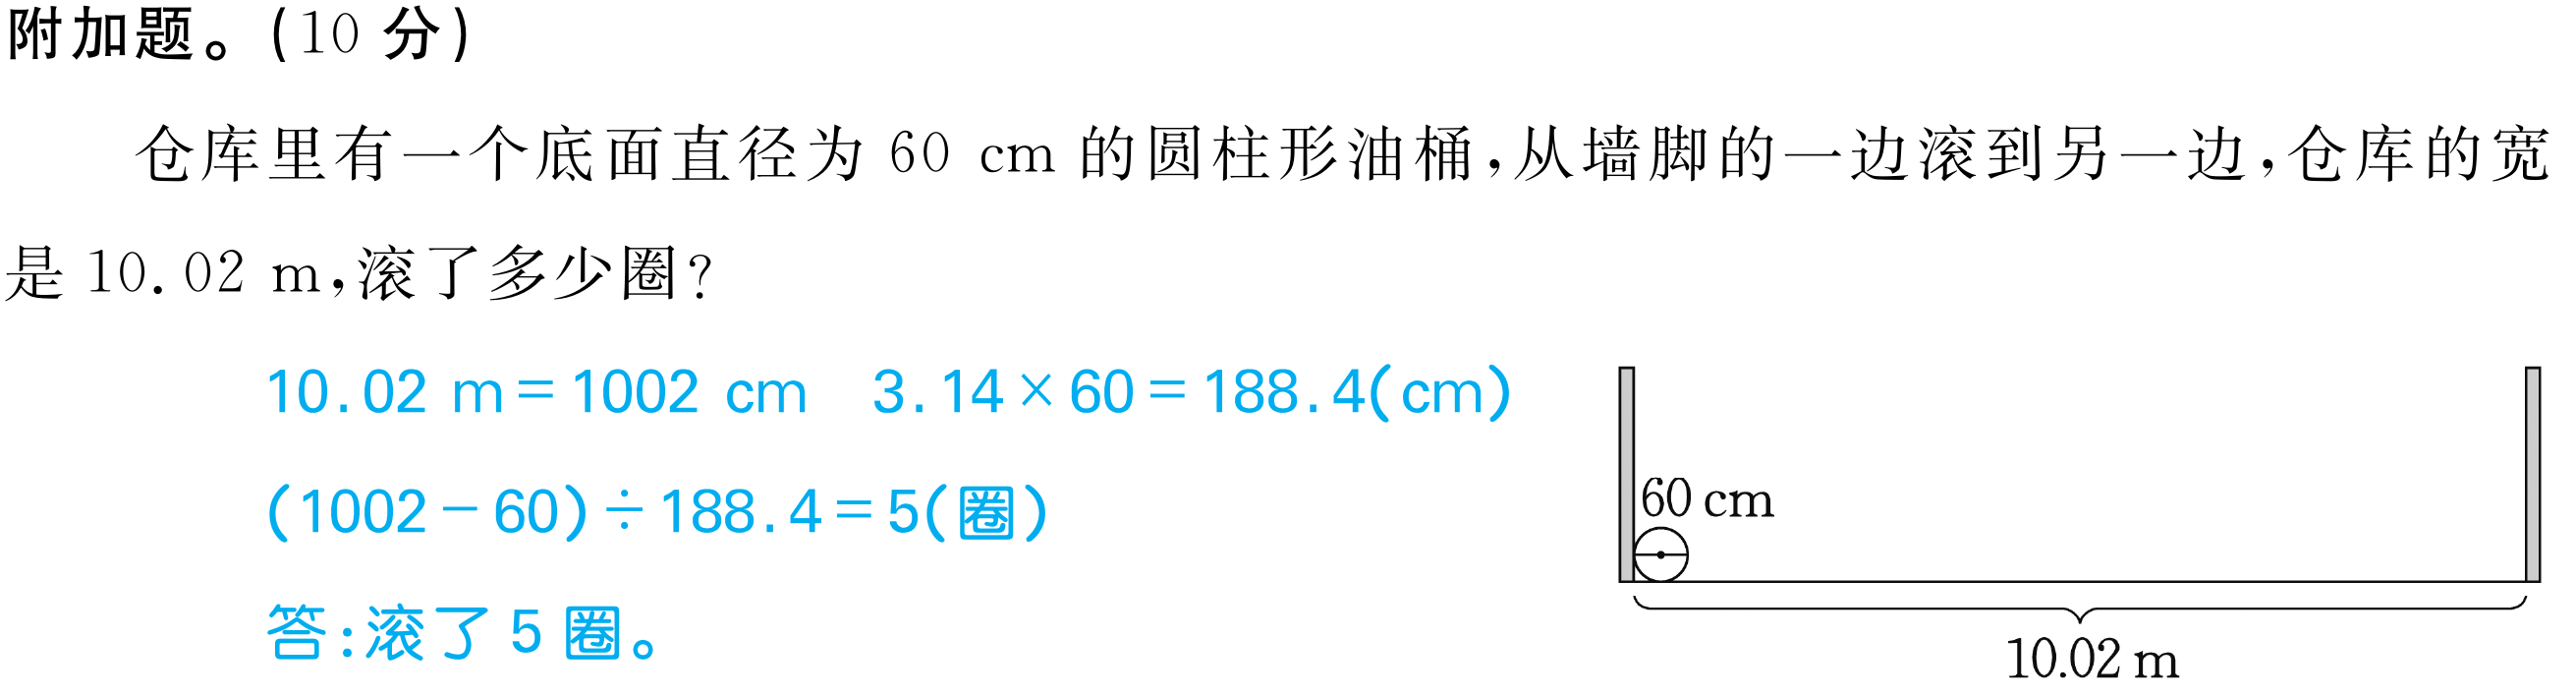 附加题。(10 分)
仓库里有一个底面直径为 60 cm 的圆柱形油桶,从墙脚的一边滚到另一边,仓库的宽
是 10.02 m,滚了多少圈?
10.02 m=1002 cm 3.14×60=188.4(cm)
(1002-60)÷188.4=5(圈)
答:滚了 5 圈。
60 cm
10.02 m